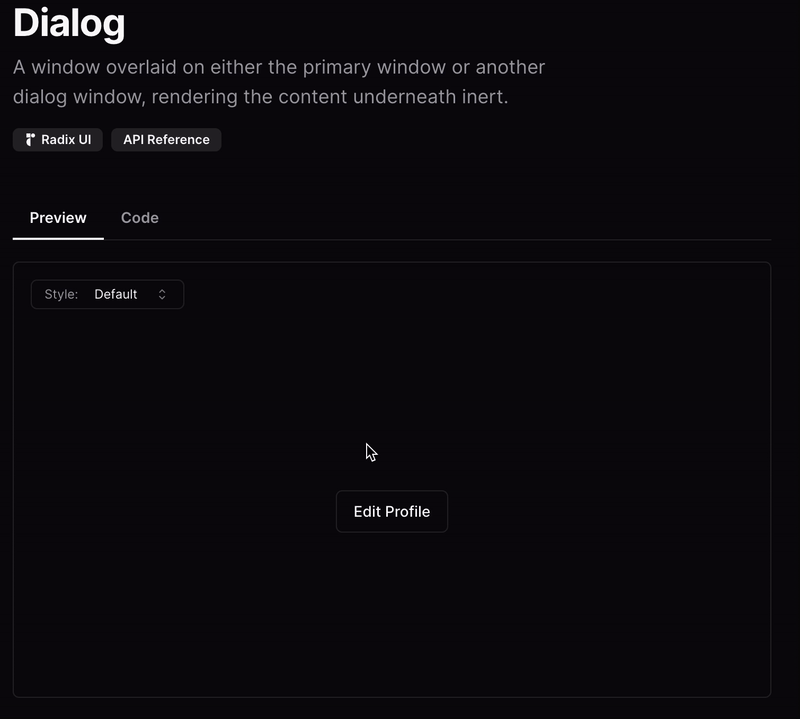 Dialog
A window overlaid on either the primary window or another
dialog window, rendering the content underneath inert.
Radix UI API Reference
Preview Code
Style: Default
Edit Profile